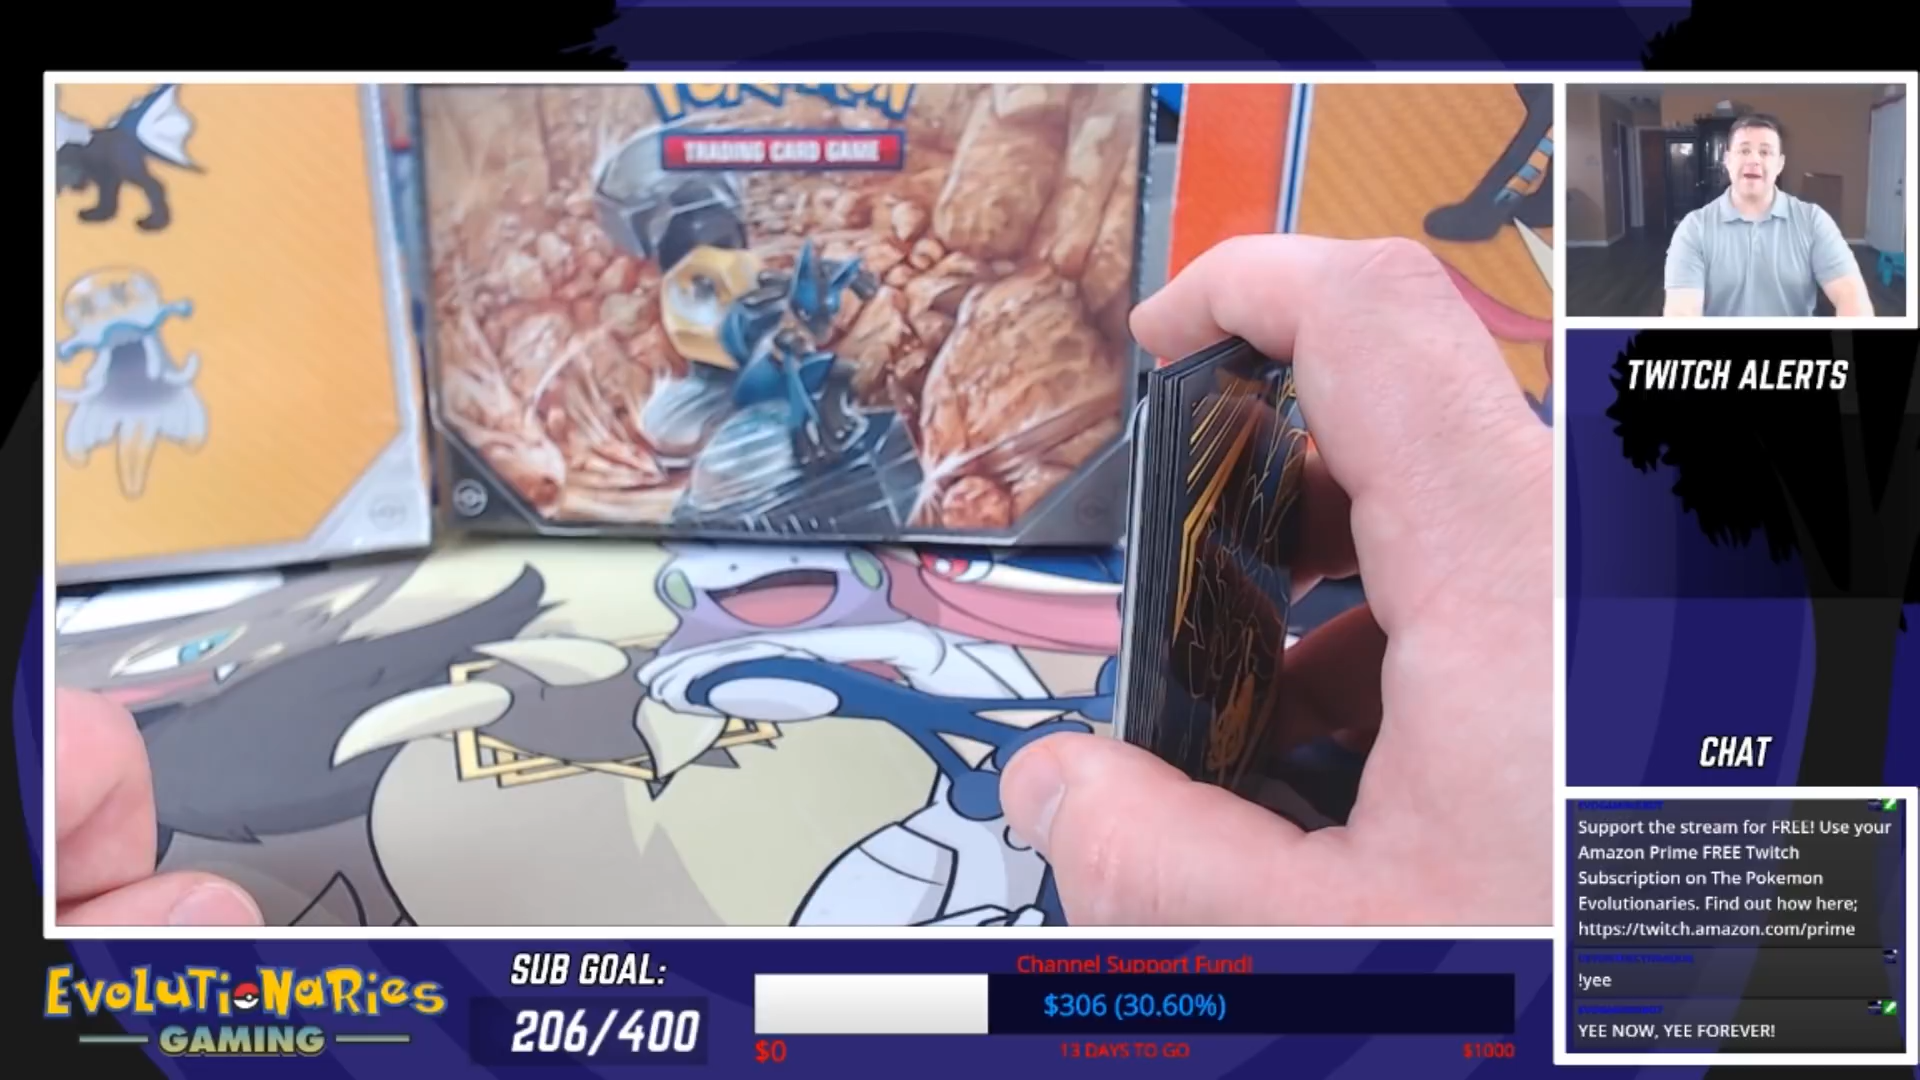 POKÉMON
TRADING CARD GAME
TWITCH ALERTS
CHAT
Support the stream for FREE! Use your
Amazon Prime FREE Twitch
Subscription on The Pokemon
Evolutionaries. Find out how here;
https://twitch.amazon.com/prime
!yee
YEE NOW, YEE FOREVER!
EVOLUTIONARIES
GAMING
SUB GOAL:
206/400
Channel Support Fund!
$306 (30.60%)
$0
13 DAYS TO GO
$1000